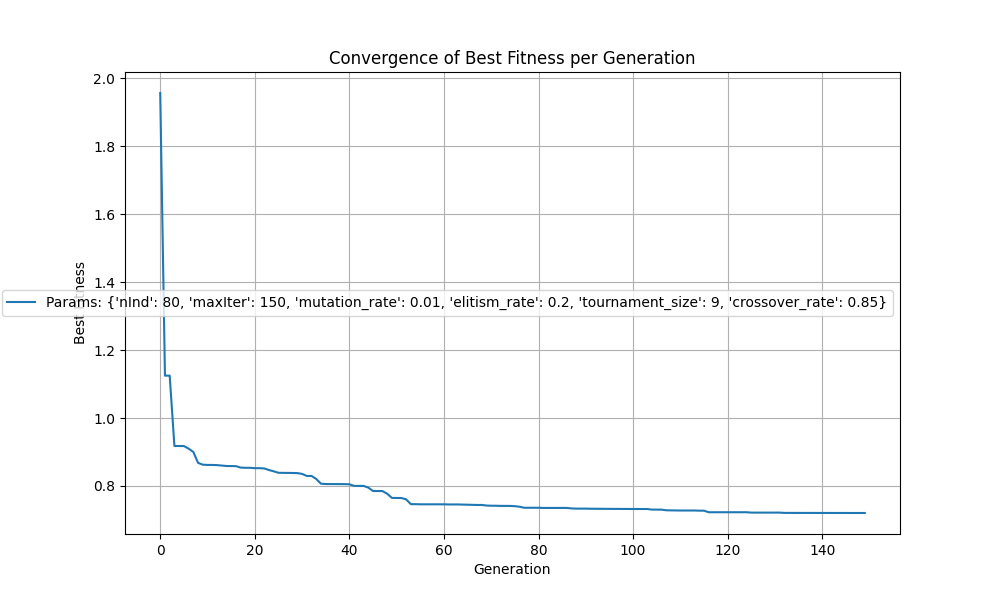 Convergence of Best Fitness per Generation
2.0
1.8
1.6
1.4
Params: {'nInd': 80, 'maxIter': 150, 'mutation_rate': 0.01, 'elitism_rate': 0.2, 'tournament_size': 9, 'crossover_rate': 0.85}
1.2
1.0
0.8
Best
0 20 40 60 80 100 120 140
Generation